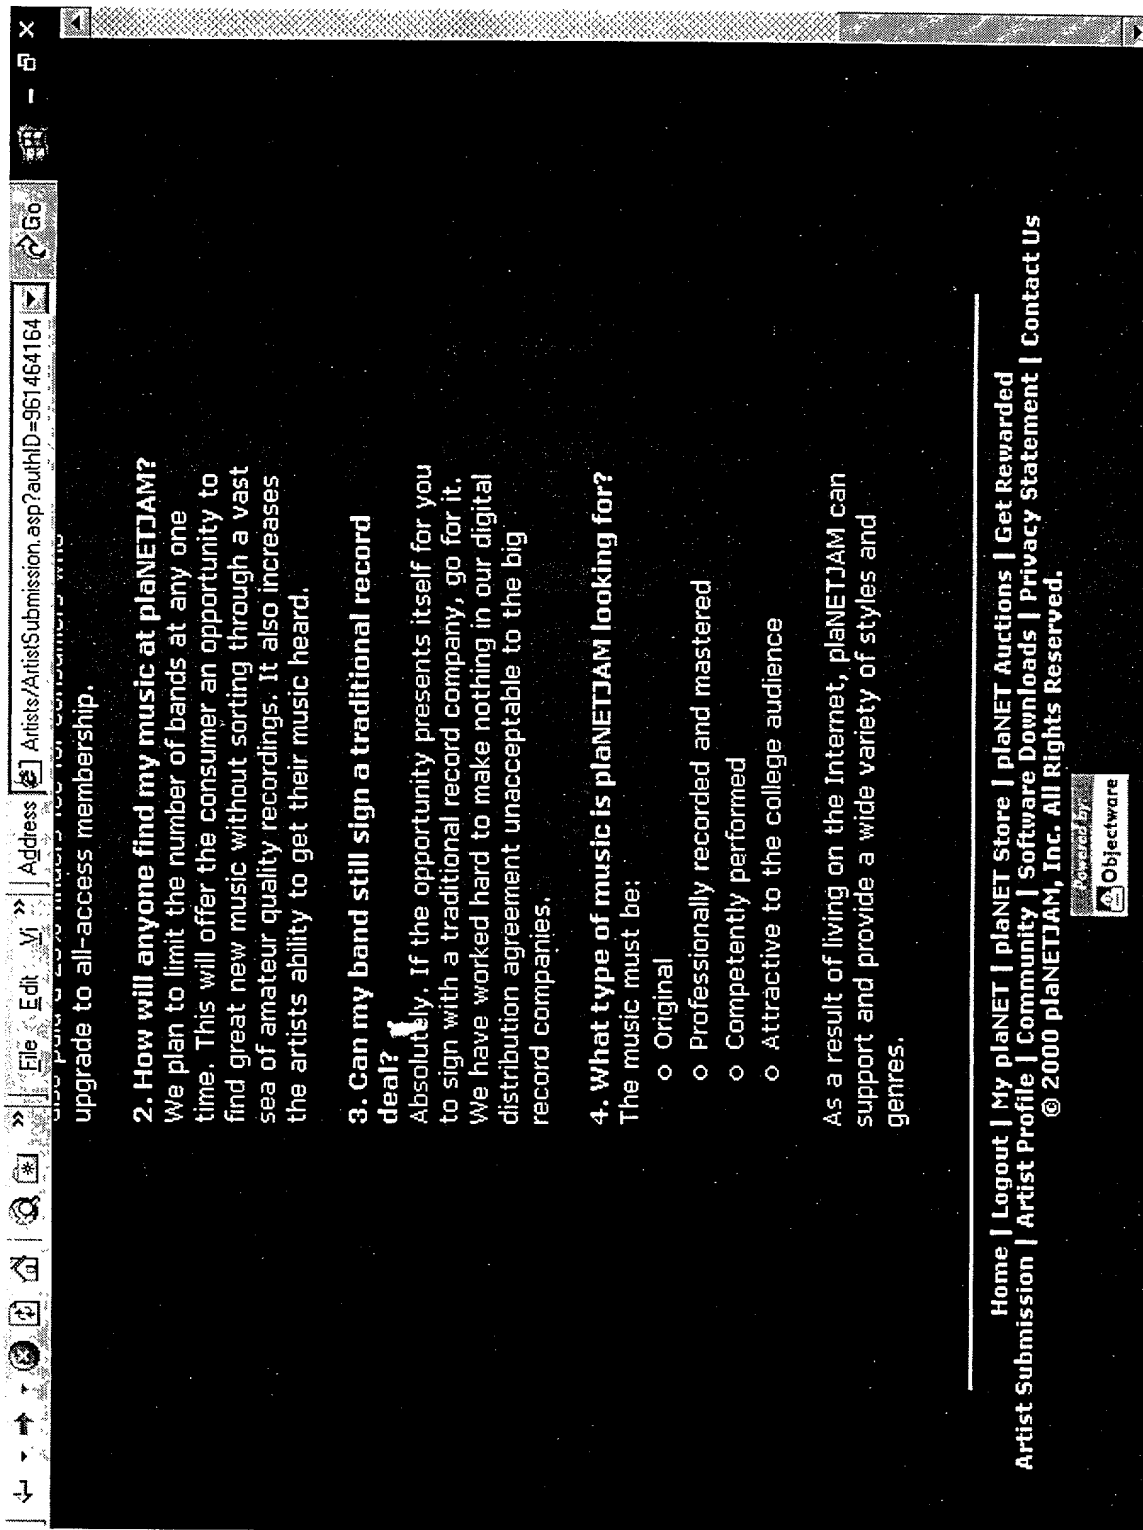 File Edit Vi » Address Artists/ArtistSubmission.asp?authID=961464164 Go
upgrade to all-access membership.
2. How will anyone find my music at plaNETJAM?
We plan to limit the number of bands at any one
time. This will offer the consumer an opportunity to
find great new music without sorting through a vast
sea of amateur quality recordings. It also increases
the artists ability to get their music heard.
3. Can my band still sign a traditional record
deal?
Absolutely. If the opportunity presents itself for you
to sign with a traditional record company, go for it.
We have worked hard to make nothing in our digital
distribution agreement unacceptable to the big
record companies.
4. What type of music is plaNETJAM looking for?
The music must be:
o Original
o Professionally recorded and mastered
o Competently performed
o Attractive to the college audience
As a result of living on the Internet, plaNETJAM can
support and provide a wide variety of styles and
genres.
Home | Logout | My plaNET | plaNET Store | plaNET Auctions | Get Rewarded
Artist Submission | Artist Profile | Community | Software Downloads | Privacy Statement | Contact Us
© 2000 plaNETJAM, Inc. All Rights Reserved.
Powered by:
Objectware